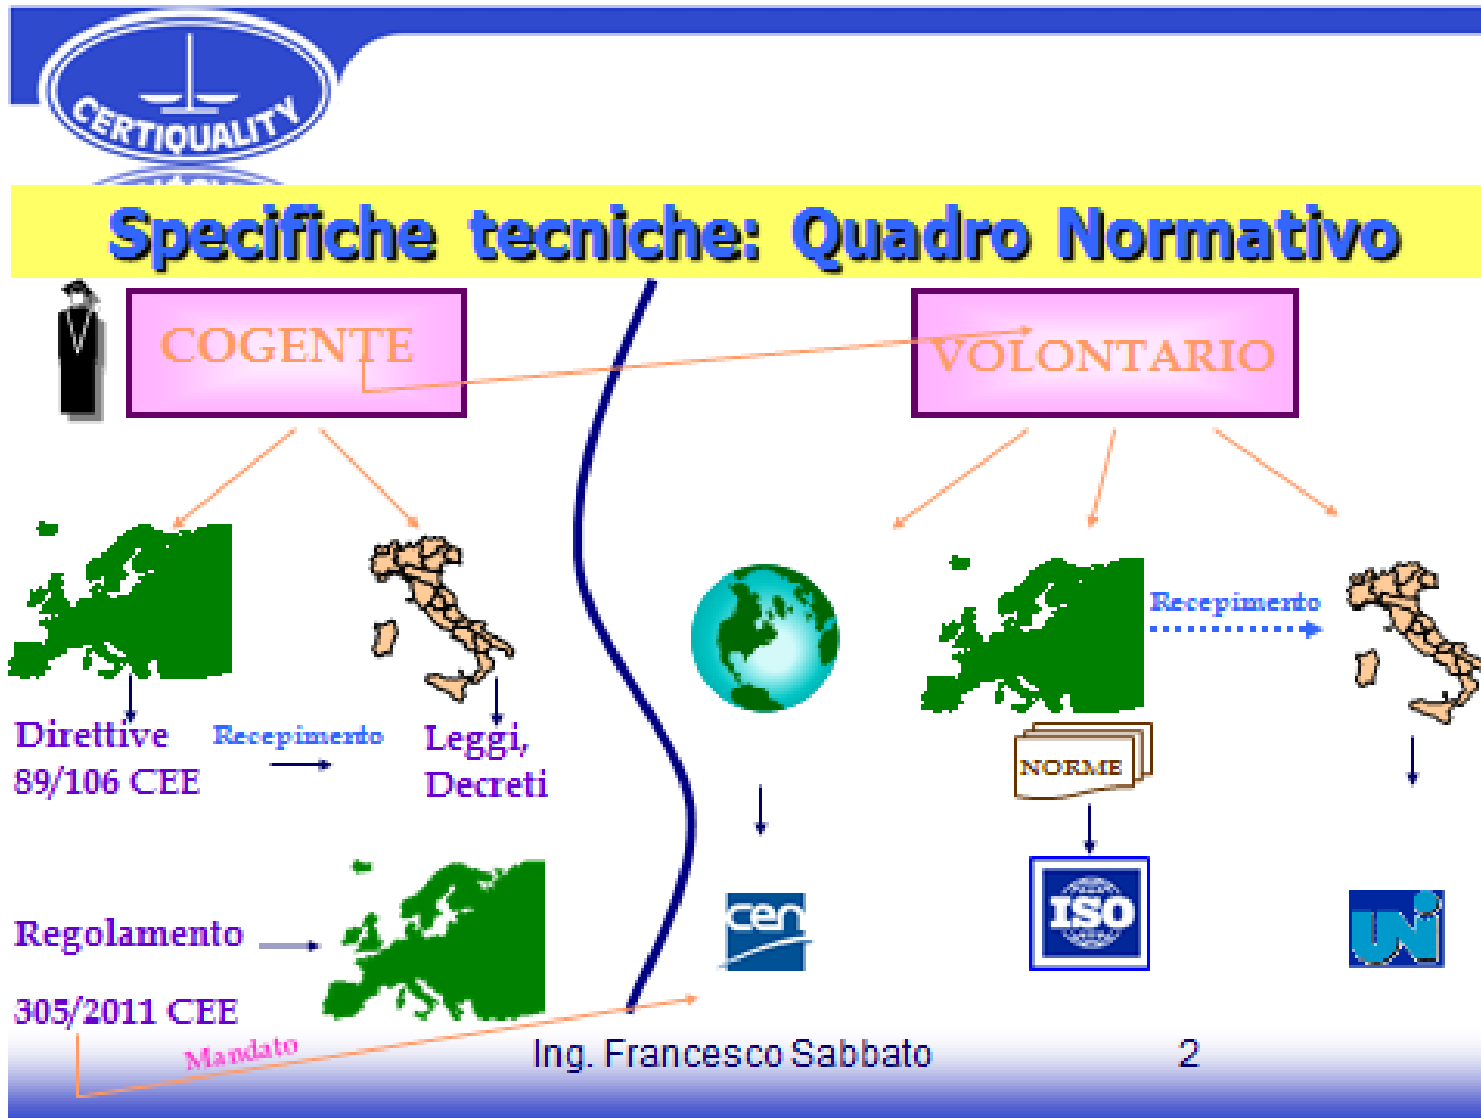 CERTIQUALITY
Specifiche tecniche: Quadro Normativo
COGENTE
VOLONTARIO
Recepimento
Direttive
89/106 CEE
Recepimento
Leggi,
Decreti
NORME
cen
ISO
UNI
Regolamento
305/2011 CEE
Mandato
Ing. Francesco Sabbato
2